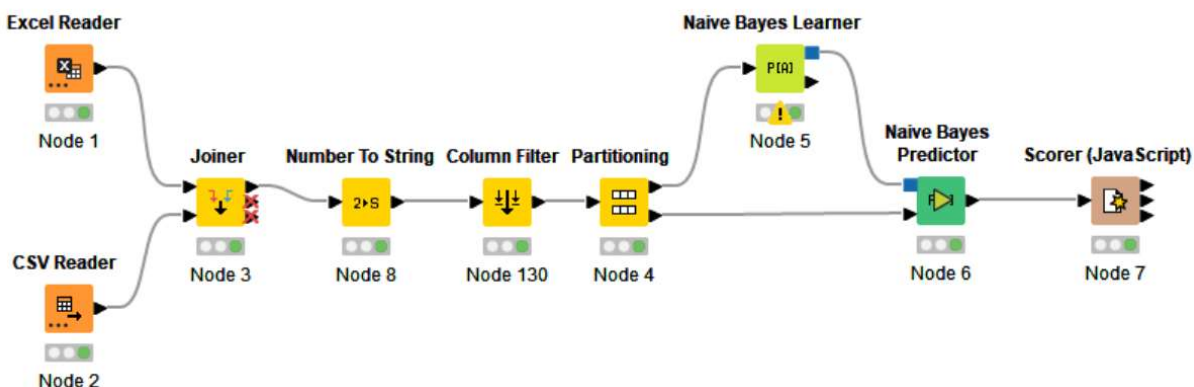 Excel Reader
Node 1
CSV Reader
Node 2
Joiner
Node 3
Number To String
2▸S
Node 8
Column Filter
Node 130
Partitioning
Node 4
Naive Bayes Learner
P[A]
Node 5
Naive Bayes
Predictor
Node 6
Scorer (JavaScript)
Node 7